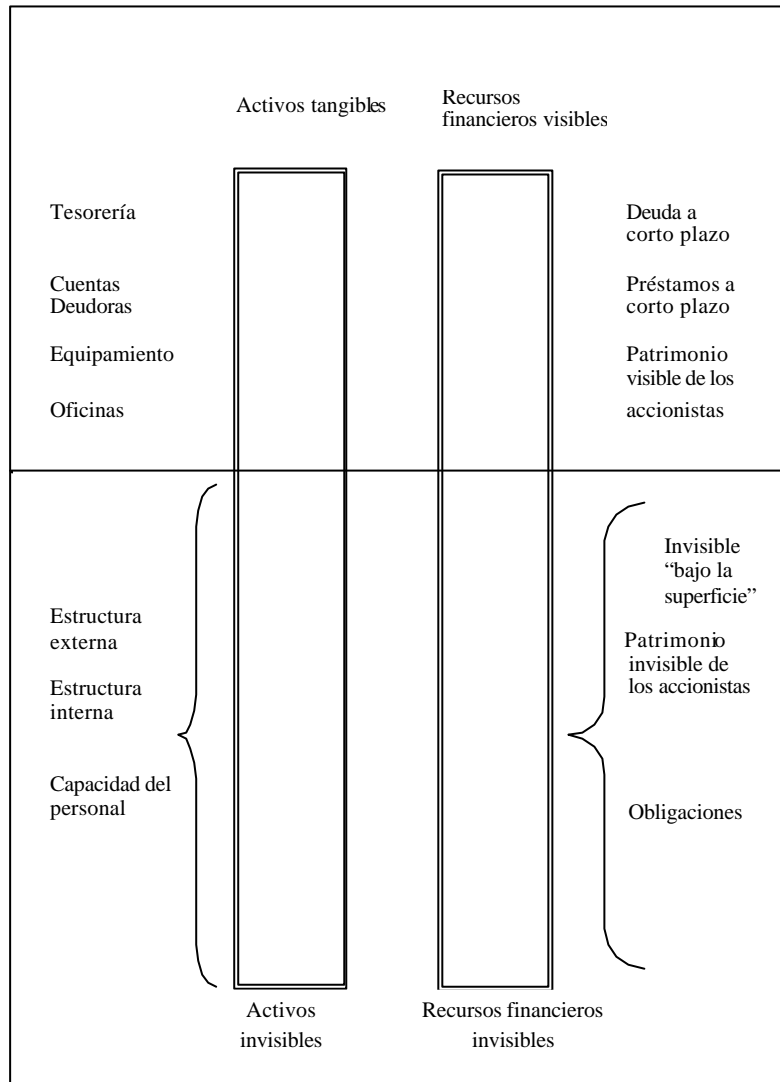 Activos tangibles
Recursos
financieros visibles
Tesorería
Deuda a
corto plazo
Cuentas
Deudoras
Préstamos a
corto plazo
Equipamiento
Patrimonio
visible de los
Oficinas
accionistas
Invisible
“bajo la
superficie”
Estructura
externa
Patrimonio
invisible de
los accionistas
Estructura
interna
Capacidad del
personal
Obligaciones
Activos
invisibles
Recursos financieros
invisibles